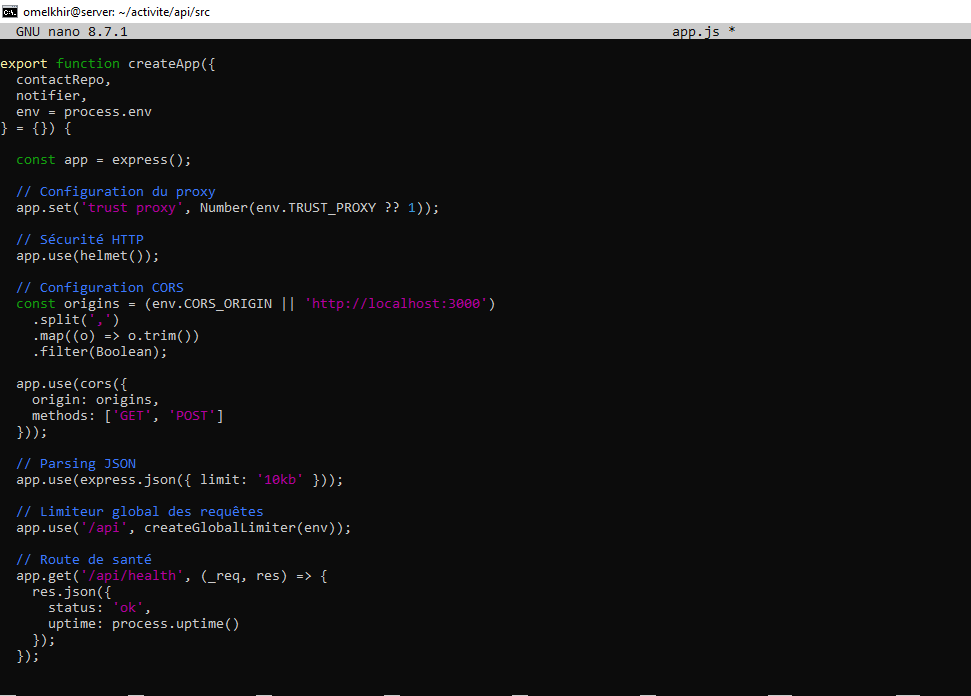 omelkhir@server: ~/activite/api/src
GNU nano 8.7.1 app.js *
export function createApp({
  contactRepo,
  notifier,
  env = process.env
} = {}) {
  const app = express();
  // Configuration du proxy
  app.set('trust proxy', Number(env.TRUST_PROXY ?? 1));
  // Sécurité HTTP
  app.use(helmet());
  // Configuration CORS
  const origins = (env.CORS_ORIGIN || 'http://localhost:3000')
    .split(',')
    .map((o) => o.trim())
    .filter(Boolean);
  app.use(cors({
    origin: origins,
    methods: ['GET', 'POST']
  }));
  // Parsing JSON
  app.use(express.json({ limit: '10kb' }));
  // Limiteur global des requêtes
  app.use('/api', createGlobalLimiter(env));
  // Route de santé
  app.get('/api/health', (_req, res) => {
    res.json({
      status: 'ok',
      uptime: process.uptime()
    });
  });